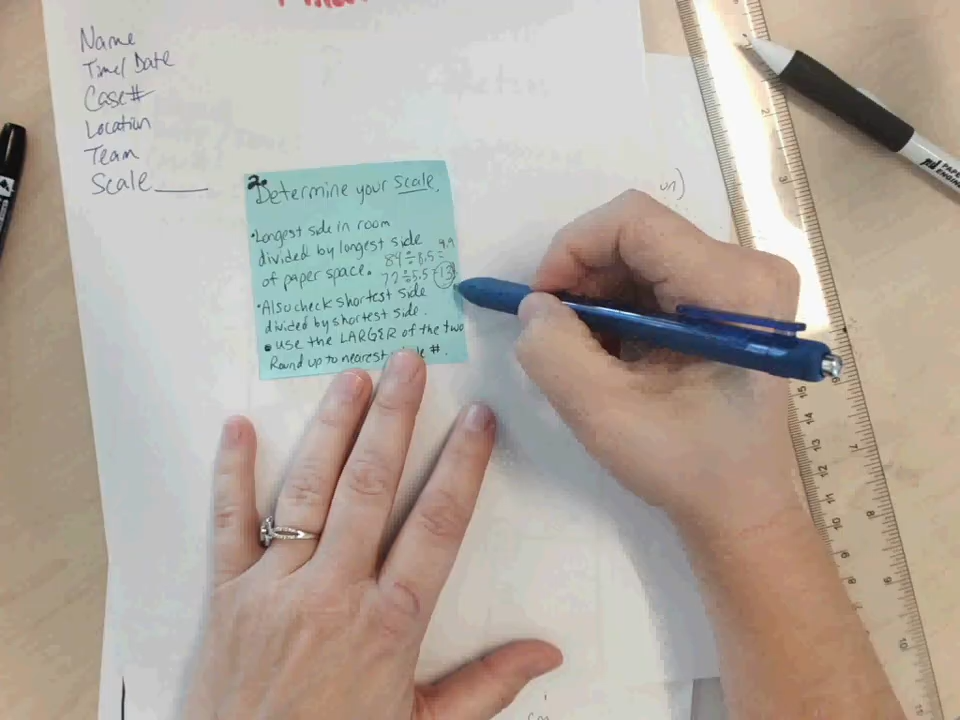 Name
Time/Date
Case#
Location
Team
Scale____
2.
Determine your scale.
•Longest side in room
divided by longest side 9.9
of paper space. 84÷8.5=
72÷5.5=13
•Also check shortest side
divided by shortest side.
•use the LARGER of the two
Round up to nearest #.